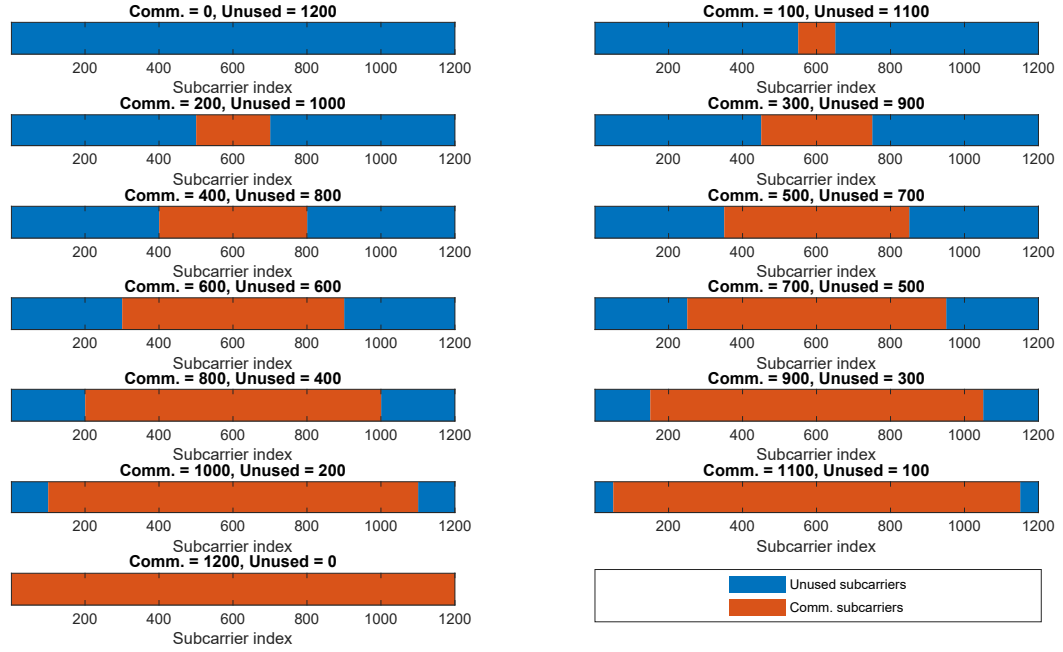 Comm. = 0, Unused = 1200
200 400 600 800 1000 1200
Subcarrier index
Comm. = 100, Unused = 1100
200 400 600 800 1000 1200
Subcarrier index
Comm. = 200, Unused = 1000
200 400 600 800 1000 1200
Subcarrier index
Comm. = 300, Unused = 900
200 400 600 800 1000 1200
Subcarrier index
Comm. = 400, Unused = 800
200 400 600 800 1000 1200
Subcarrier index
Comm. = 500, Unused = 700
200 400 600 800 1000 1200
Subcarrier index
Comm. = 600, Unused = 600
200 400 600 800 1000 1200
Subcarrier index
Comm. = 700, Unused = 500
200 400 600 800 1000 1200
Subcarrier index
Comm. = 800, Unused = 400
200 400 600 800 1000 1200
Subcarrier index
Comm. = 900, Unused = 300
200 400 600 800 1000 1200
Subcarrier index
Comm. = 1000, Unused = 200
200 400 600 800 1000 1200
Subcarrier index
Comm. = 1100, Unused = 100
200 400 600 800 1000 1200
Subcarrier index
Comm. = 1200, Unused = 0
200 400 600 800 1000 1200
Subcarrier index
Unused subcarriers
Comm. subcarriers